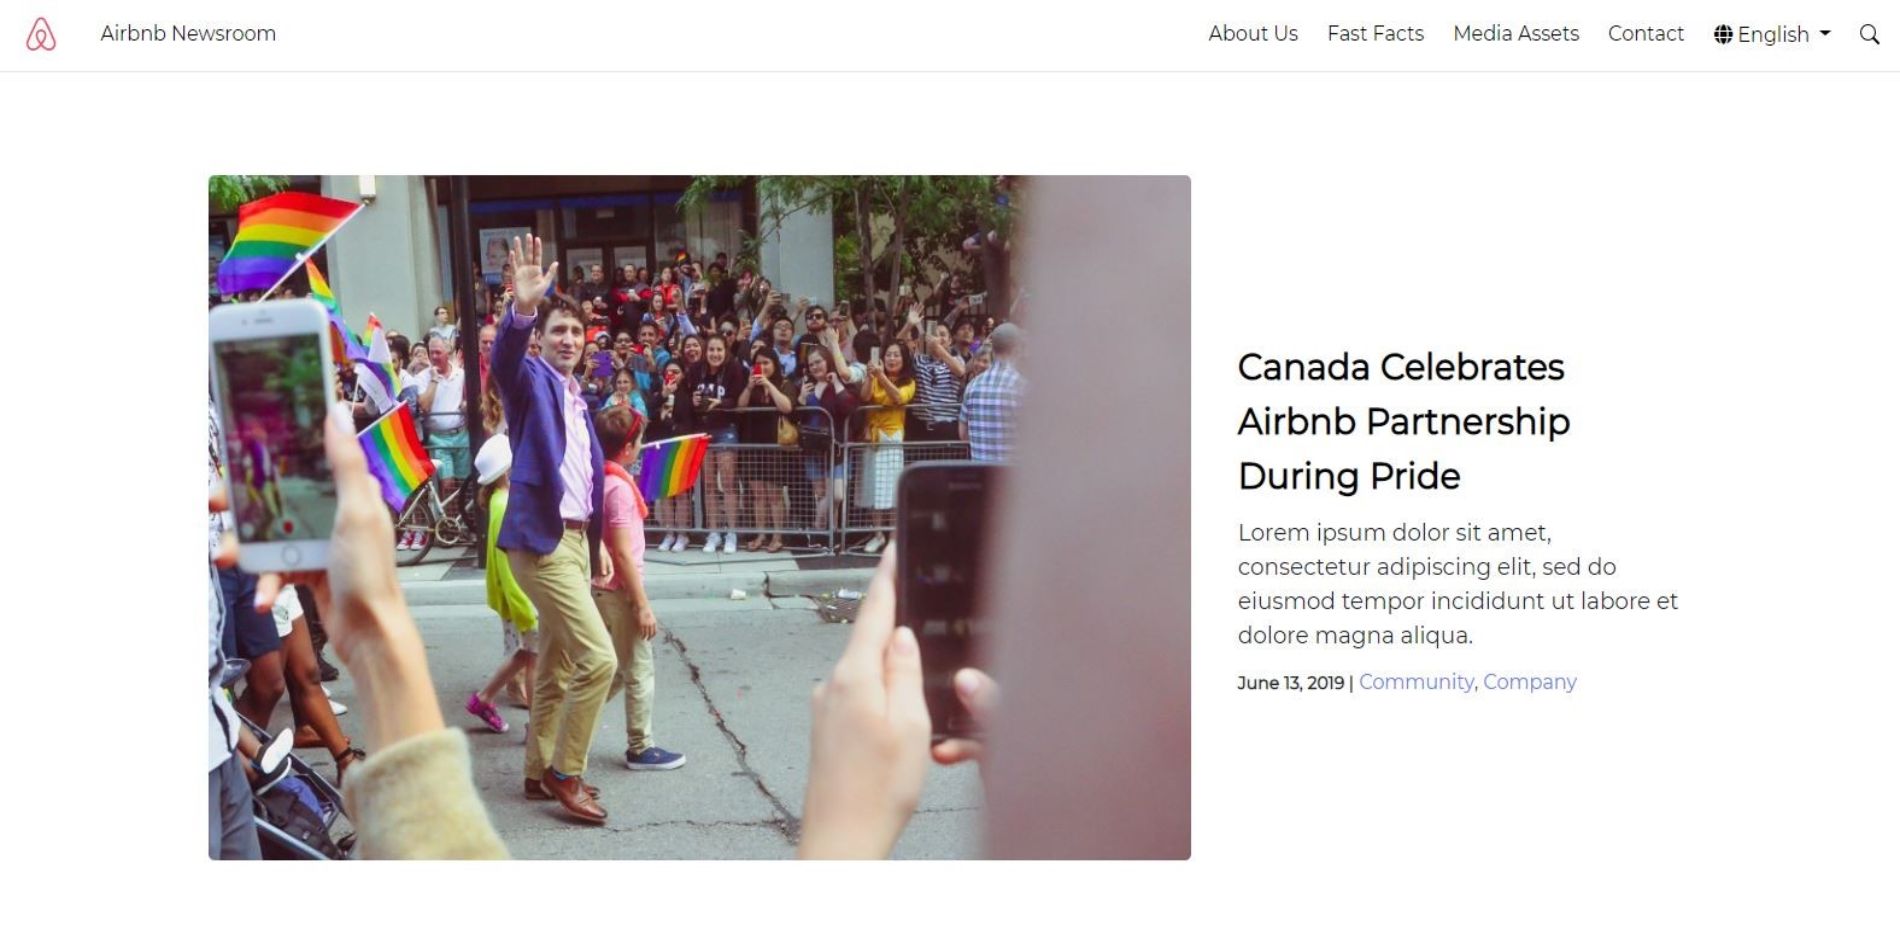 Airbnb Newsroom
About Us
Fast Facts
Media Assets
Contact
English
Canada Celebrates
Airbnb Partnership
During Pride
Lorem ipsum dolor sit amet,
consectetur adipiscing elit, sed do
eiusmod tempor incididunt ut labore et
dolore magna aliqua.
June 13, 2019 | Community, Company